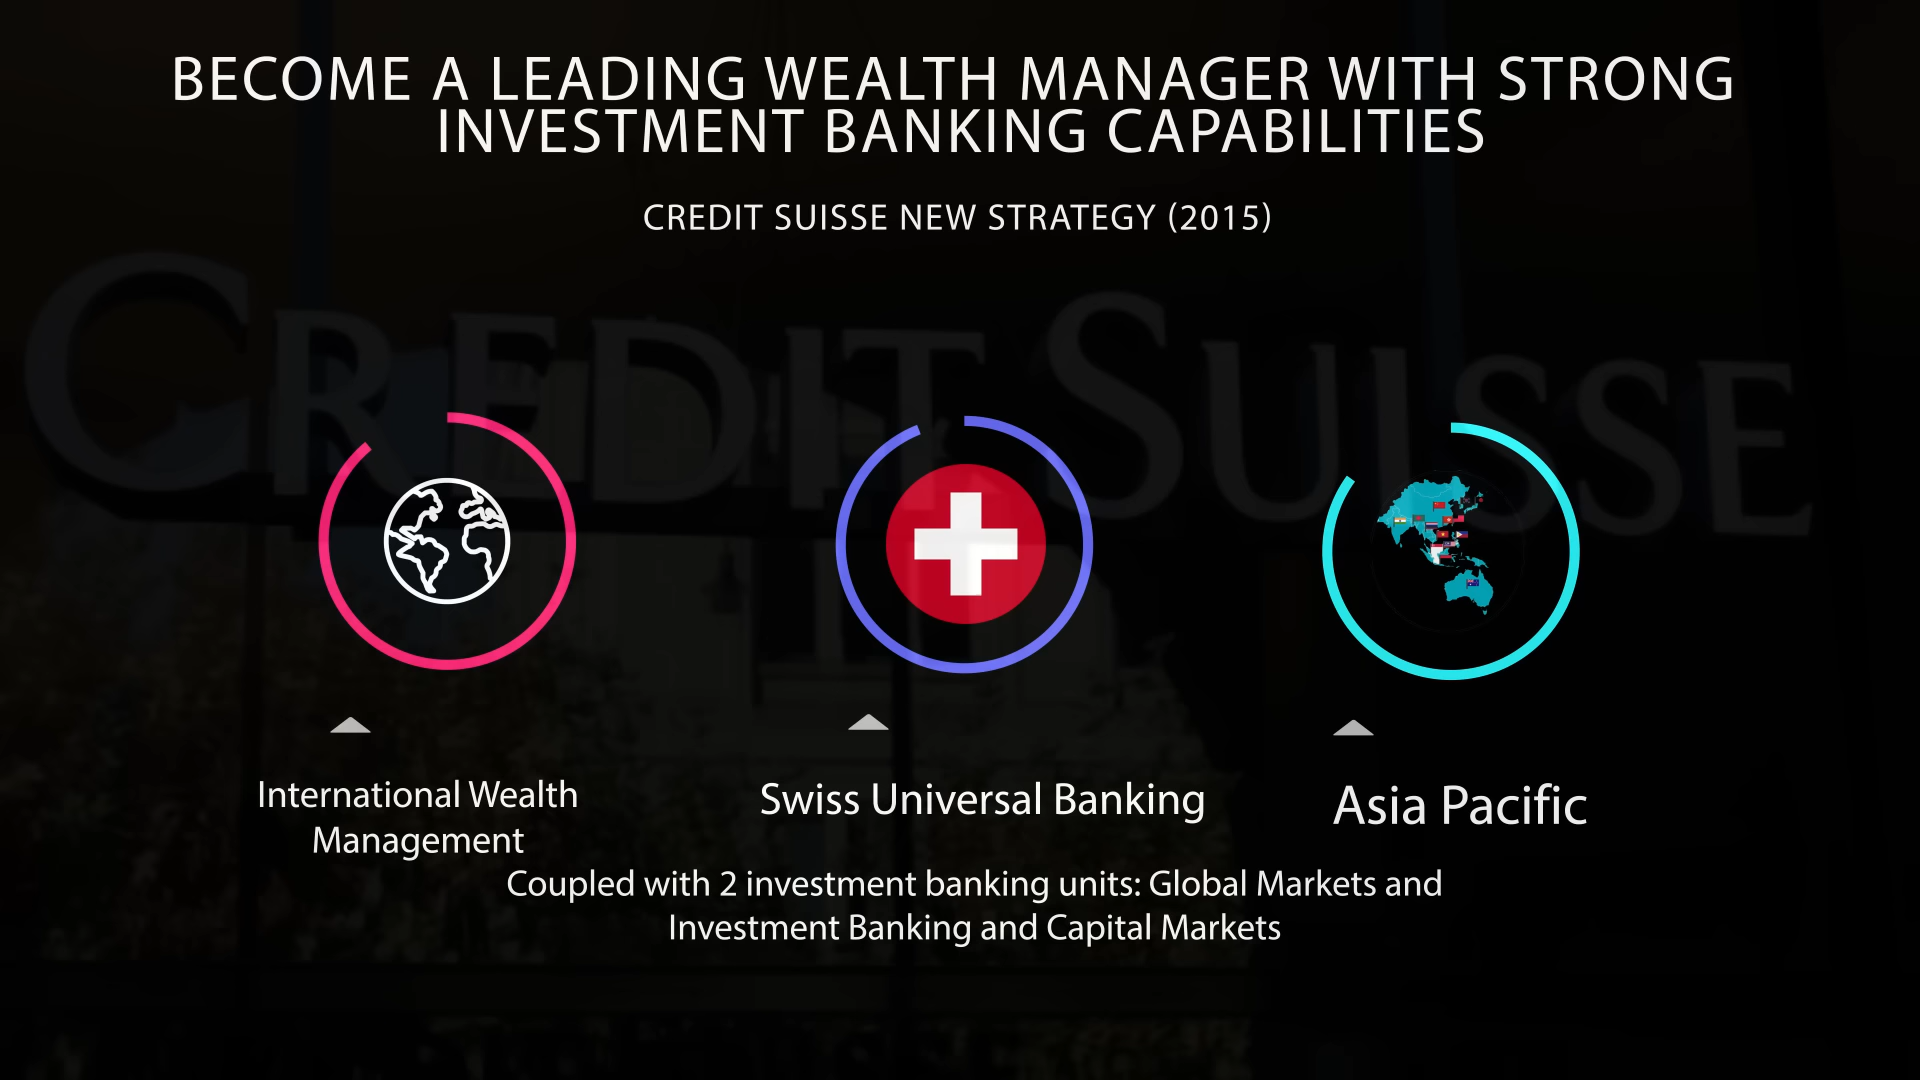 BECOME A LEADING WEALTH MANAGER WITH STRONG
INVESTMENT BANKING CAPABILITIES
CREDIT SUISSE NEW STRATEGY (2015)
CREDIT SUISSE
International Wealth
Management
Swiss Universal Banking
Asia Pacific
Coupled with 2 investment banking units: Global Markets and
Investment Banking and Capital Markets